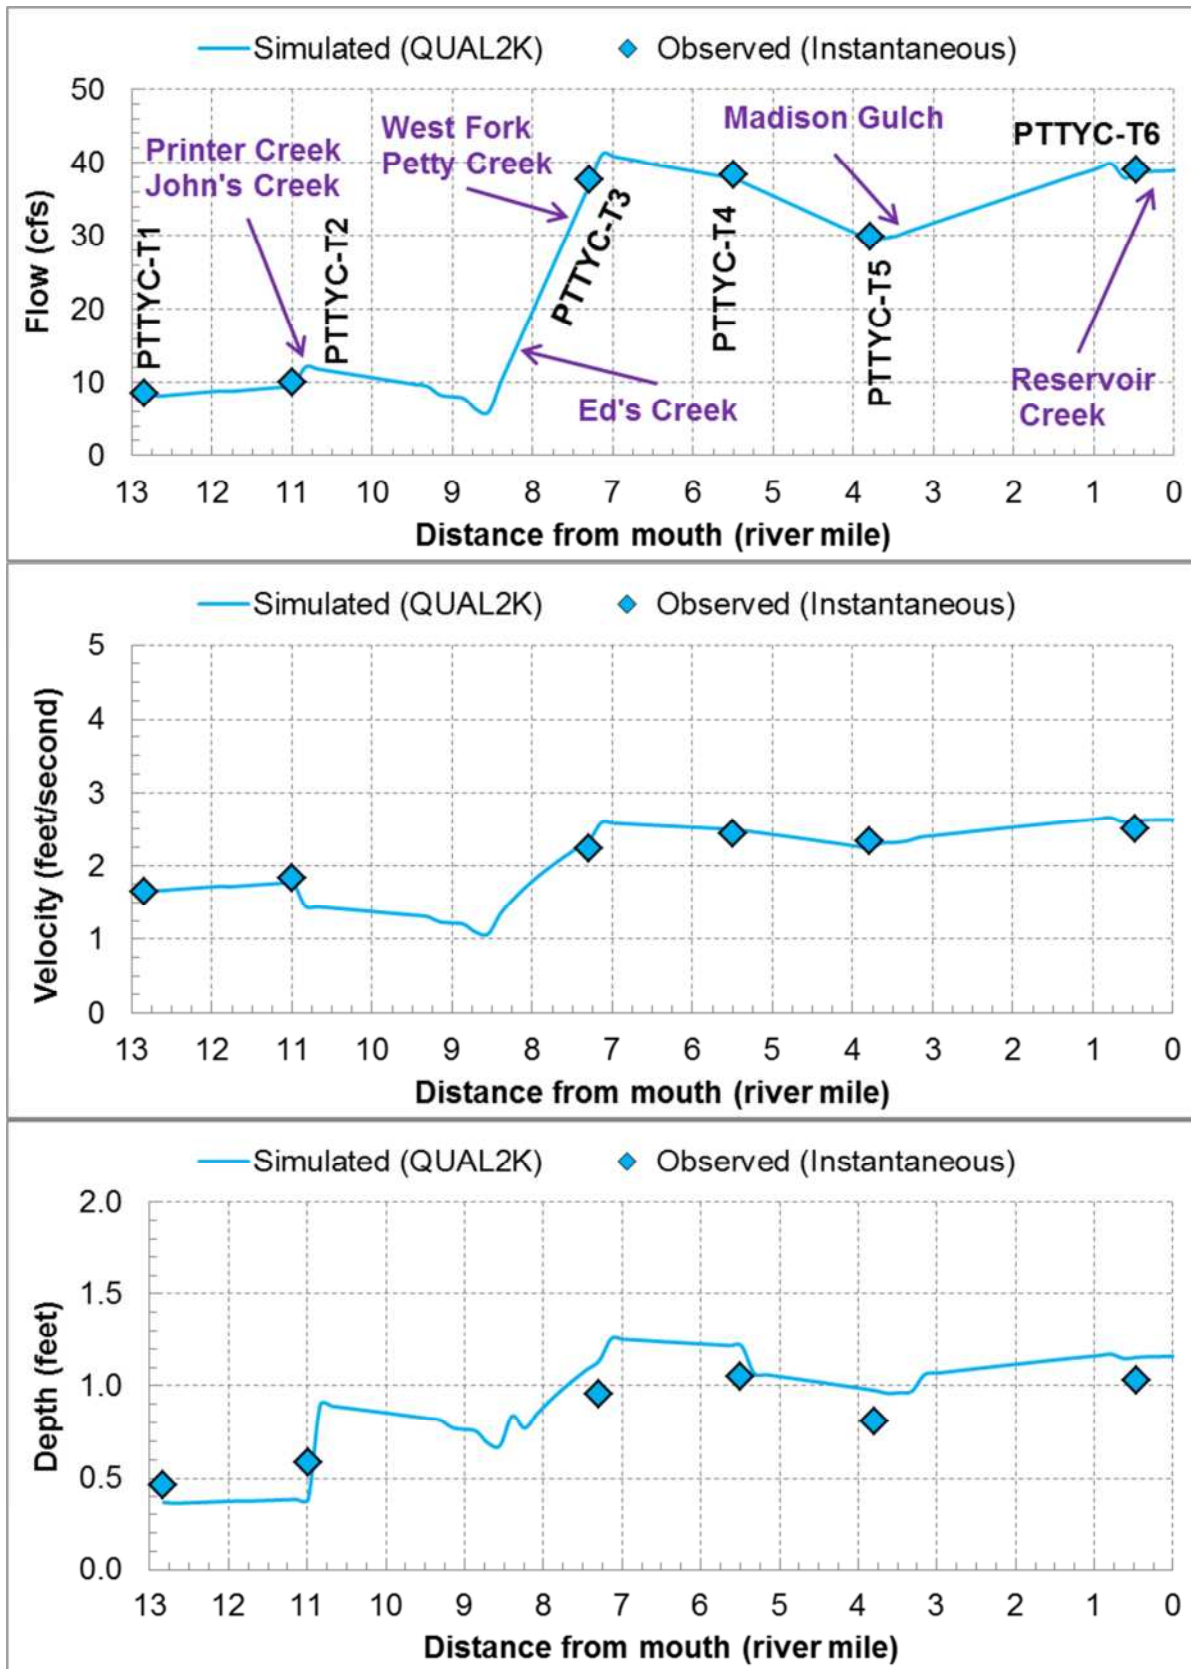 Simulated (QUAL2K) Observed (Instantaneous)
50
40
30
20
10
0
Flow (cfs)
PTTYC-T1
Printer Creek
John's Creek
PTTYC-T2
West Fork
Petty Creek
PTTYC-T3
Ed's Creek
PTTYC-T4
Madison Gulch
PTTYC-T5
PTTYC-T6
Reservoir
Creek
13 12 11 10 9 8 7 6 5 4 3 2 1 0
Distance from mouth (river mile)
Simulated (QUAL2K) Observed (Instantaneous)
5
4
3
2
1
0
Velocity (feet/second)
13 12 11 10 9 8 7 6 5 4 3 2 1 0
Distance from mouth (river mile)
Simulated (QUAL2K) Observed (Instantaneous)
2.0
1.5
1.0
0.5
0.0
Depth (feet)
13 12 11 10 9 8 7 6 5 4 3 2 1 0
Distance from mouth (river mile)